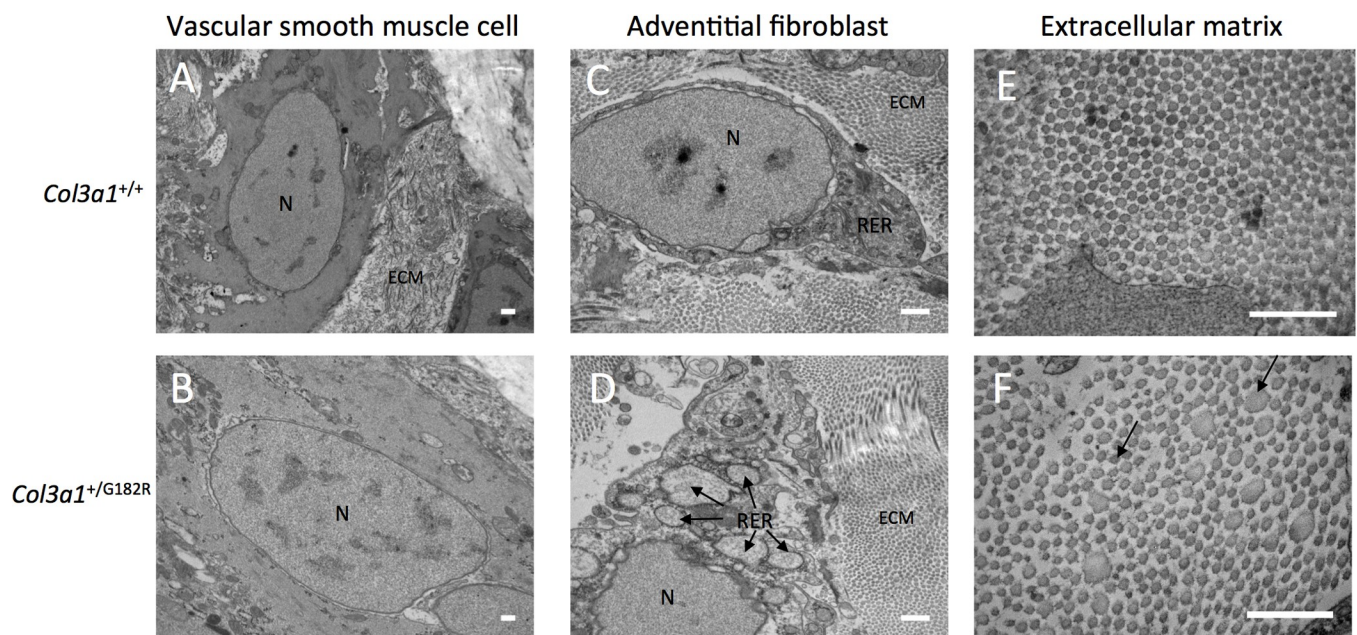 Vascular smooth muscle cell
Adventitial fibroblast
Extracellular matrix
Col3a1+/+
A
N
ECM
C
N
ECM
RER
E
Col3a1+/G182R
B
N
D
RER
N
ECM
F